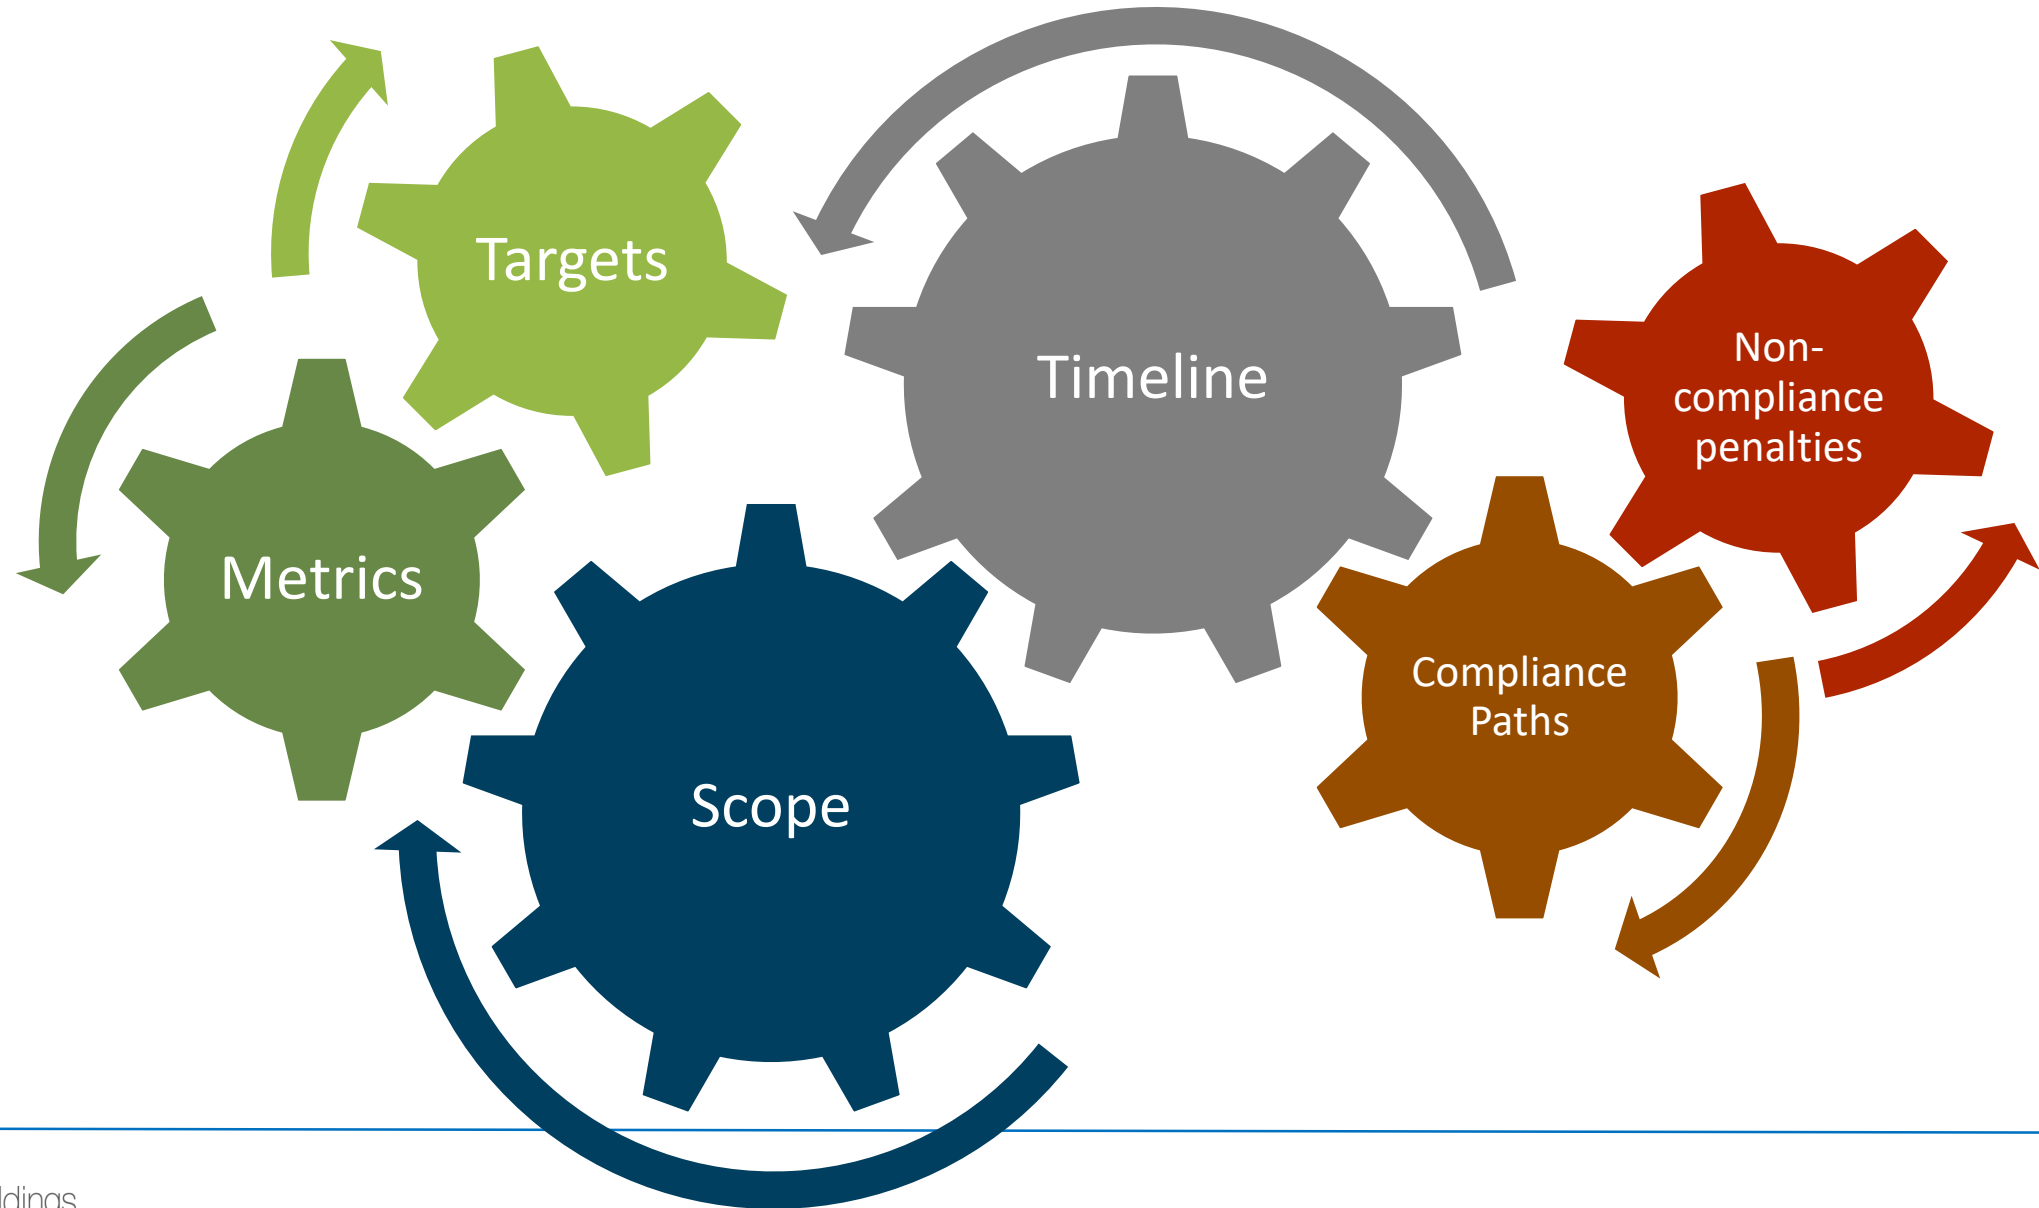 Targets
Timeline
Non-
compliance
penalties
Metrics
Compliance
Paths
Scope